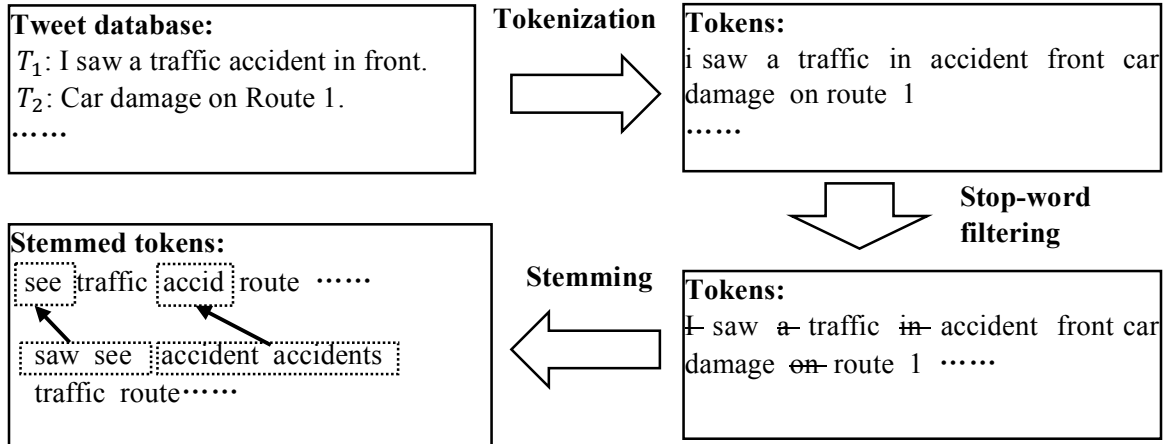 Tweet database:
T₁: I saw a traffic accident in front.
T₂: Car damage on Route 1.
……
Tokenization
Tokens:
i saw a traffic in accident front car
damage on route 1
……
Stop-word
filtering
Tokens:
I saw a traffic in accident front car
damage on route 1 ……
Stemming
Stemmed tokens:
see traffic accid route ……
saw see accident accidents
traffic route……